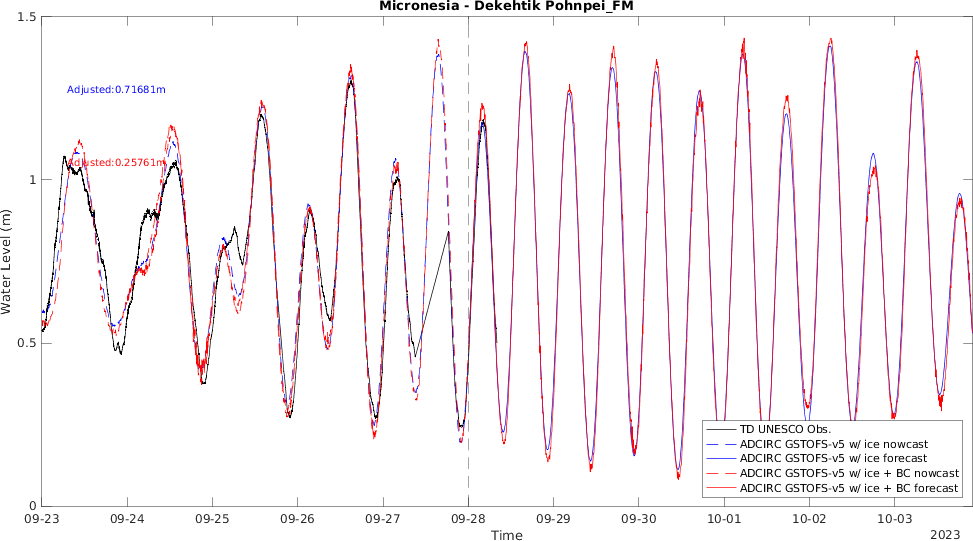 Micronesia - Dekehtik Pohnpei_FM
1.5
Adjusted:0.71681m
Adjusted:0.25761m
1
Water Level (m)
0.5
0
TD UNESCO Obs.
ADCIRC GSTOFS-v5 w/ ice nowcast
ADCIRC GSTOFS-v5 w/ ice forecast
ADCIRC GSTOFS-v5 w/ ice + BC nowcast
ADCIRC GSTOFS-v5 w/ ice + BC forecast
09-23 09-24 09-25 09-26 09-27 09-28 09-29 09-30 10-01 10-02 10-03
Time
2023